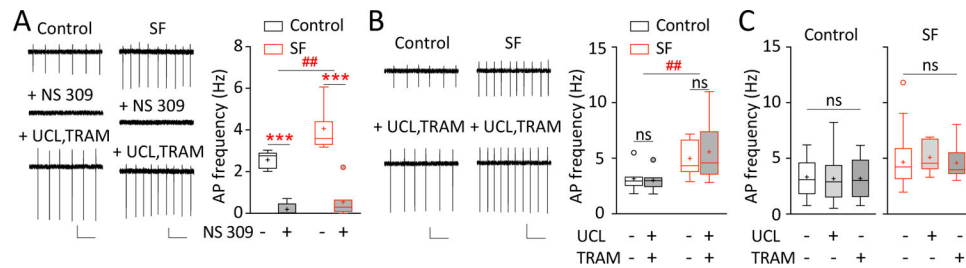 A
Control
SF
+ NS 309
+ NS 309
+ UCL,TRAM
+ UCL,TRAM
Control
SF
##
***
***
AP frequency (Hz)
8
6
4
2
0
NS 309 - + - +
B
Control
SF
+ UCL,TRAM
+ UCL,TRAM
Control
SF
##
ns
ns
AP frequency (Hz)
15
10
5
0
UCL - + - +
TRAM - + - +
C
Control
SF
ns
ns
AP frequency (Hz)
15
10
5
0
UCL - + - - + -
TRAM - - + - - +